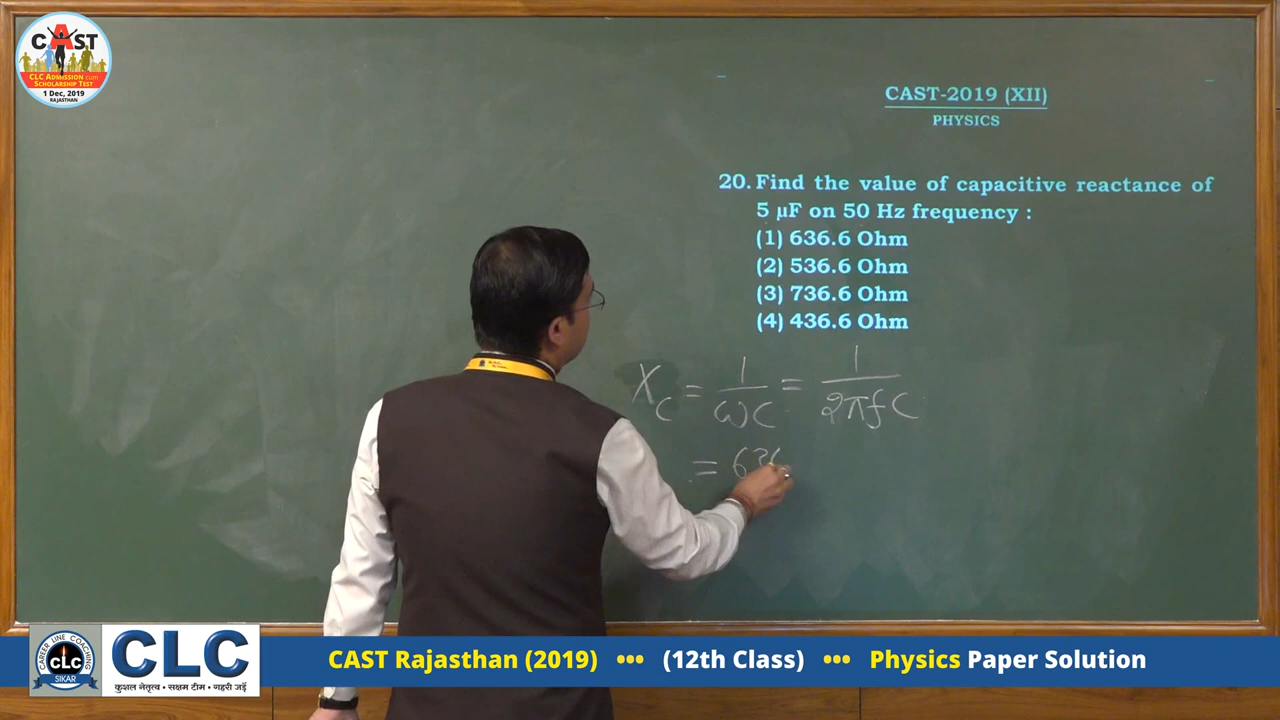 CAST
CLC ADMISSION CUM
SCHOLARSHIP TEST
1 Dec, 2019
RAJASTHAN
CAST-2019 (XII)
PHYSICS
20. Find the value of capacitive reactance of
5 µF on 50 Hz frequency :
(1) 636.6 Ohm
(2) 536.6 Ohm
(3) 736.6 Ohm
(4) 436.6 Ohm
X_C = 1/ωC = 1/2πfC
= 636
CAREER LINE COACHING
CLC
SIKAR
CLC
कुशल नेतृत्व • सक्षम टीम • गहरी जड़ें
CAST Rajasthan (2019) ••• (12th Class) ••• Physics Paper Solution